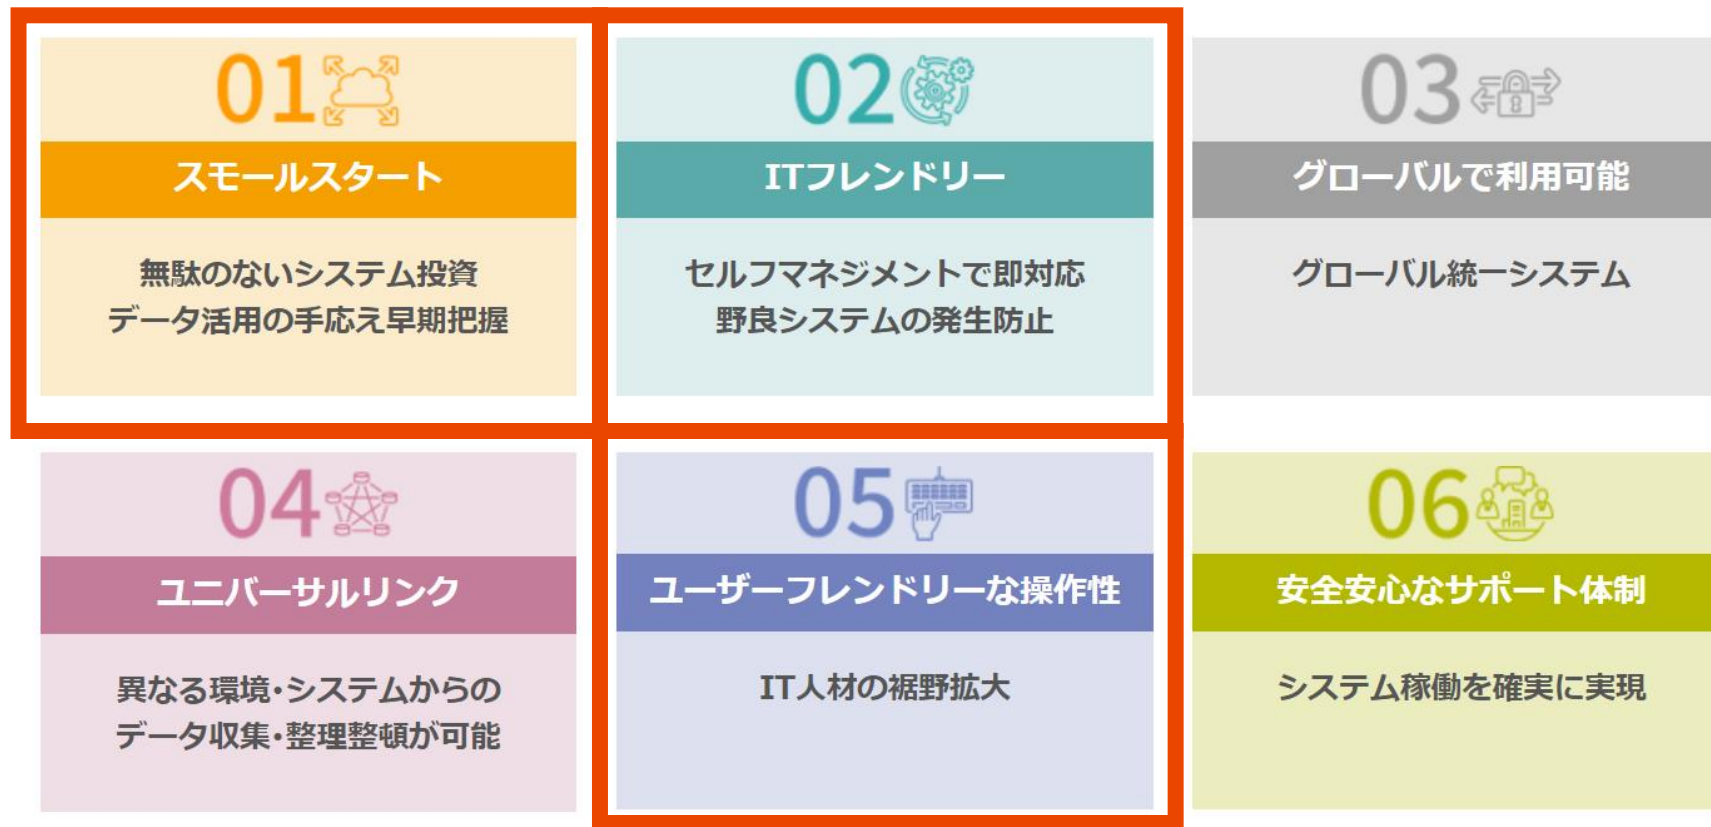 01
スモールスタート
無駄のないシステム投資
データ活用の手応え早期把握
02
ITフレンドリー
セルフマネジメントで即対応
野良システムの発生防止
03
グローバルで利用可能
グローバル統一システム
04
ユニバーサルリンク
異なる環境・システムからの
データ収集・整理整頓が可能
05
ユーザーフレンドリーな操作性
IT人材の裾野拡大
06
安全安心なサポート体制
システム稼働を確実に実現